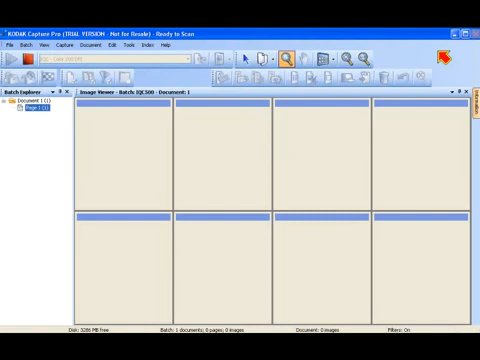 KODAK Capture Pro (TRIAL VERSION - Not for Resale) - Ready to Scan
File Batch View Capture Document Edit Tools Index Help
Batch Explorer
Image Viewer - Batch: IQC500 - Document: 1
Document 1 (1)
Page 1 (1)
Information
Disk: 3286 MB free Batch: 1 documents; 0 pages; 0 images Document: 0 images Filters: On